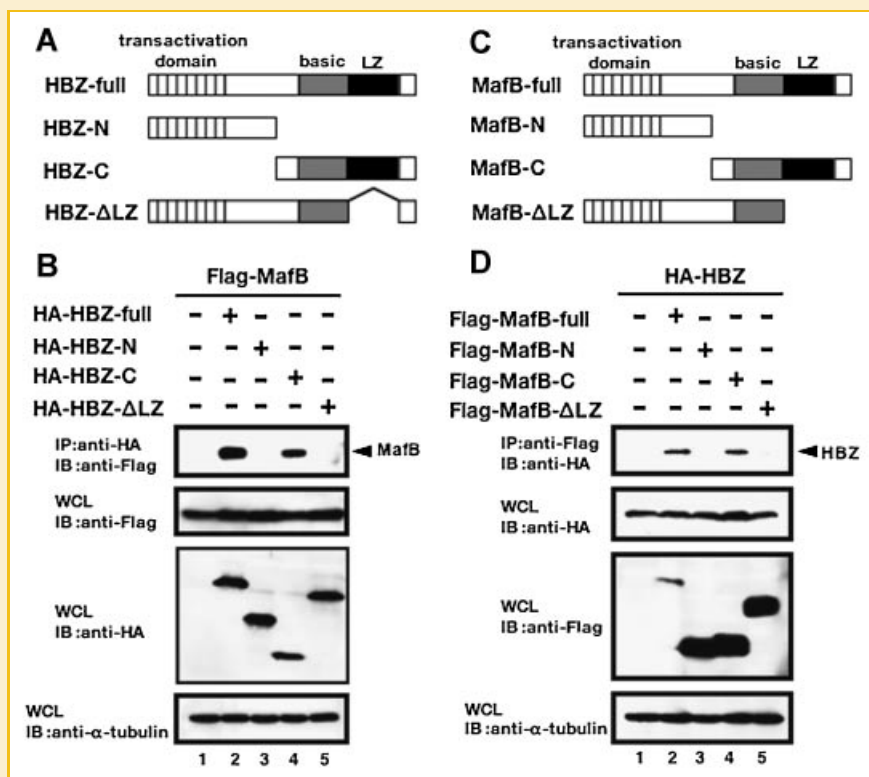 A
transactivation
domain basic LZ
HBZ-full
HBZ-N
HBZ-C
HBZ-ΔLZ
B
Flag-MafB
HA-HBZ-full - + - - -
HA-HBZ-N - - + - -
HA-HBZ-C - - - + -
HA-HBZ-ΔLZ - - - - +
IP:anti-HA
IB:anti-Flag
MafB
WCL
IB:anti-Flag
WCL
IB:anti-HA
WCL
IB:anti-α-tubulin
1 2 3 4 5
C
transactivation
domain basic LZ
MafB-full
MafB-N
MafB-C
MafB-ΔLZ
D
HA-HBZ
Flag-MafB-full - + - - -
Flag-MafB-N - - + - -
Flag-MafB-C - - - + -
Flag-MafB-ΔLZ - - - - +
IP:anti-Flag
IB:anti-HA
HBZ
WCL
IB:anti-HA
WCL
IB:anti-Flag
WCL
IB:anti-α-tubulin
1 2 3 4 5